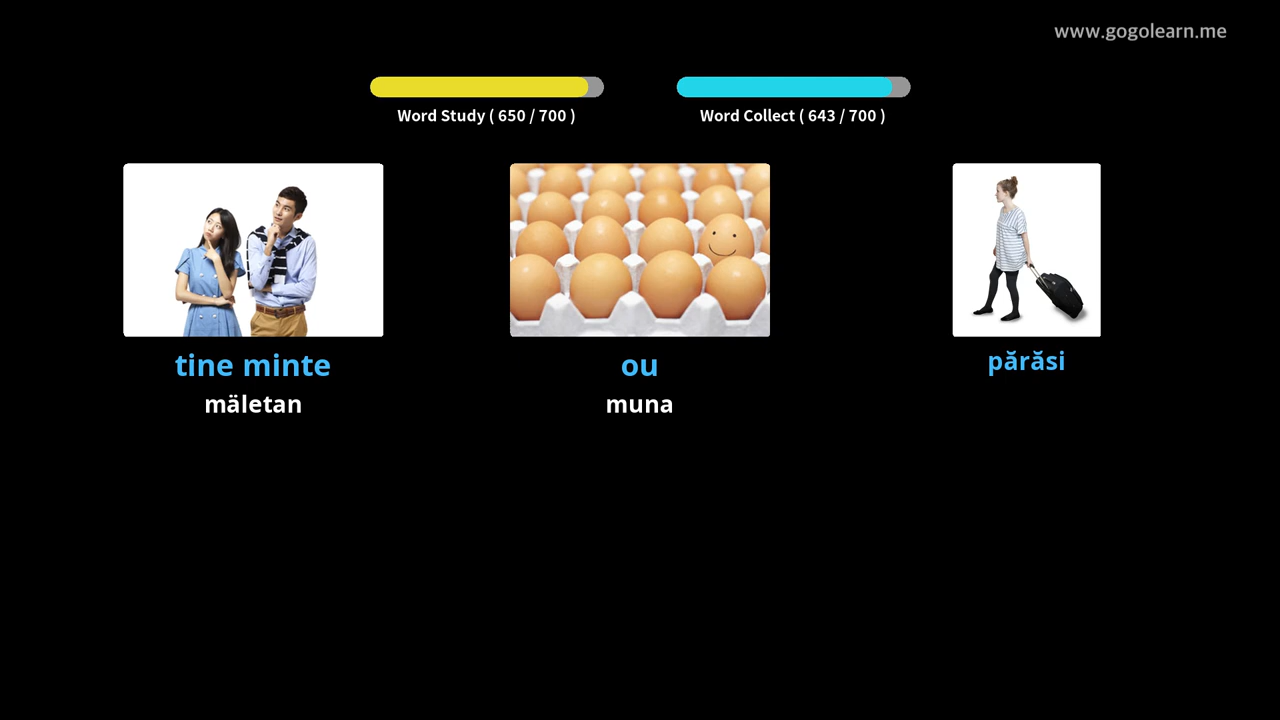 www.gogolearn.me
Word Study ( 650 / 700 )
Word Collect ( 643 / 700 )
tine minte
mäletan
ou
muna
părăsi